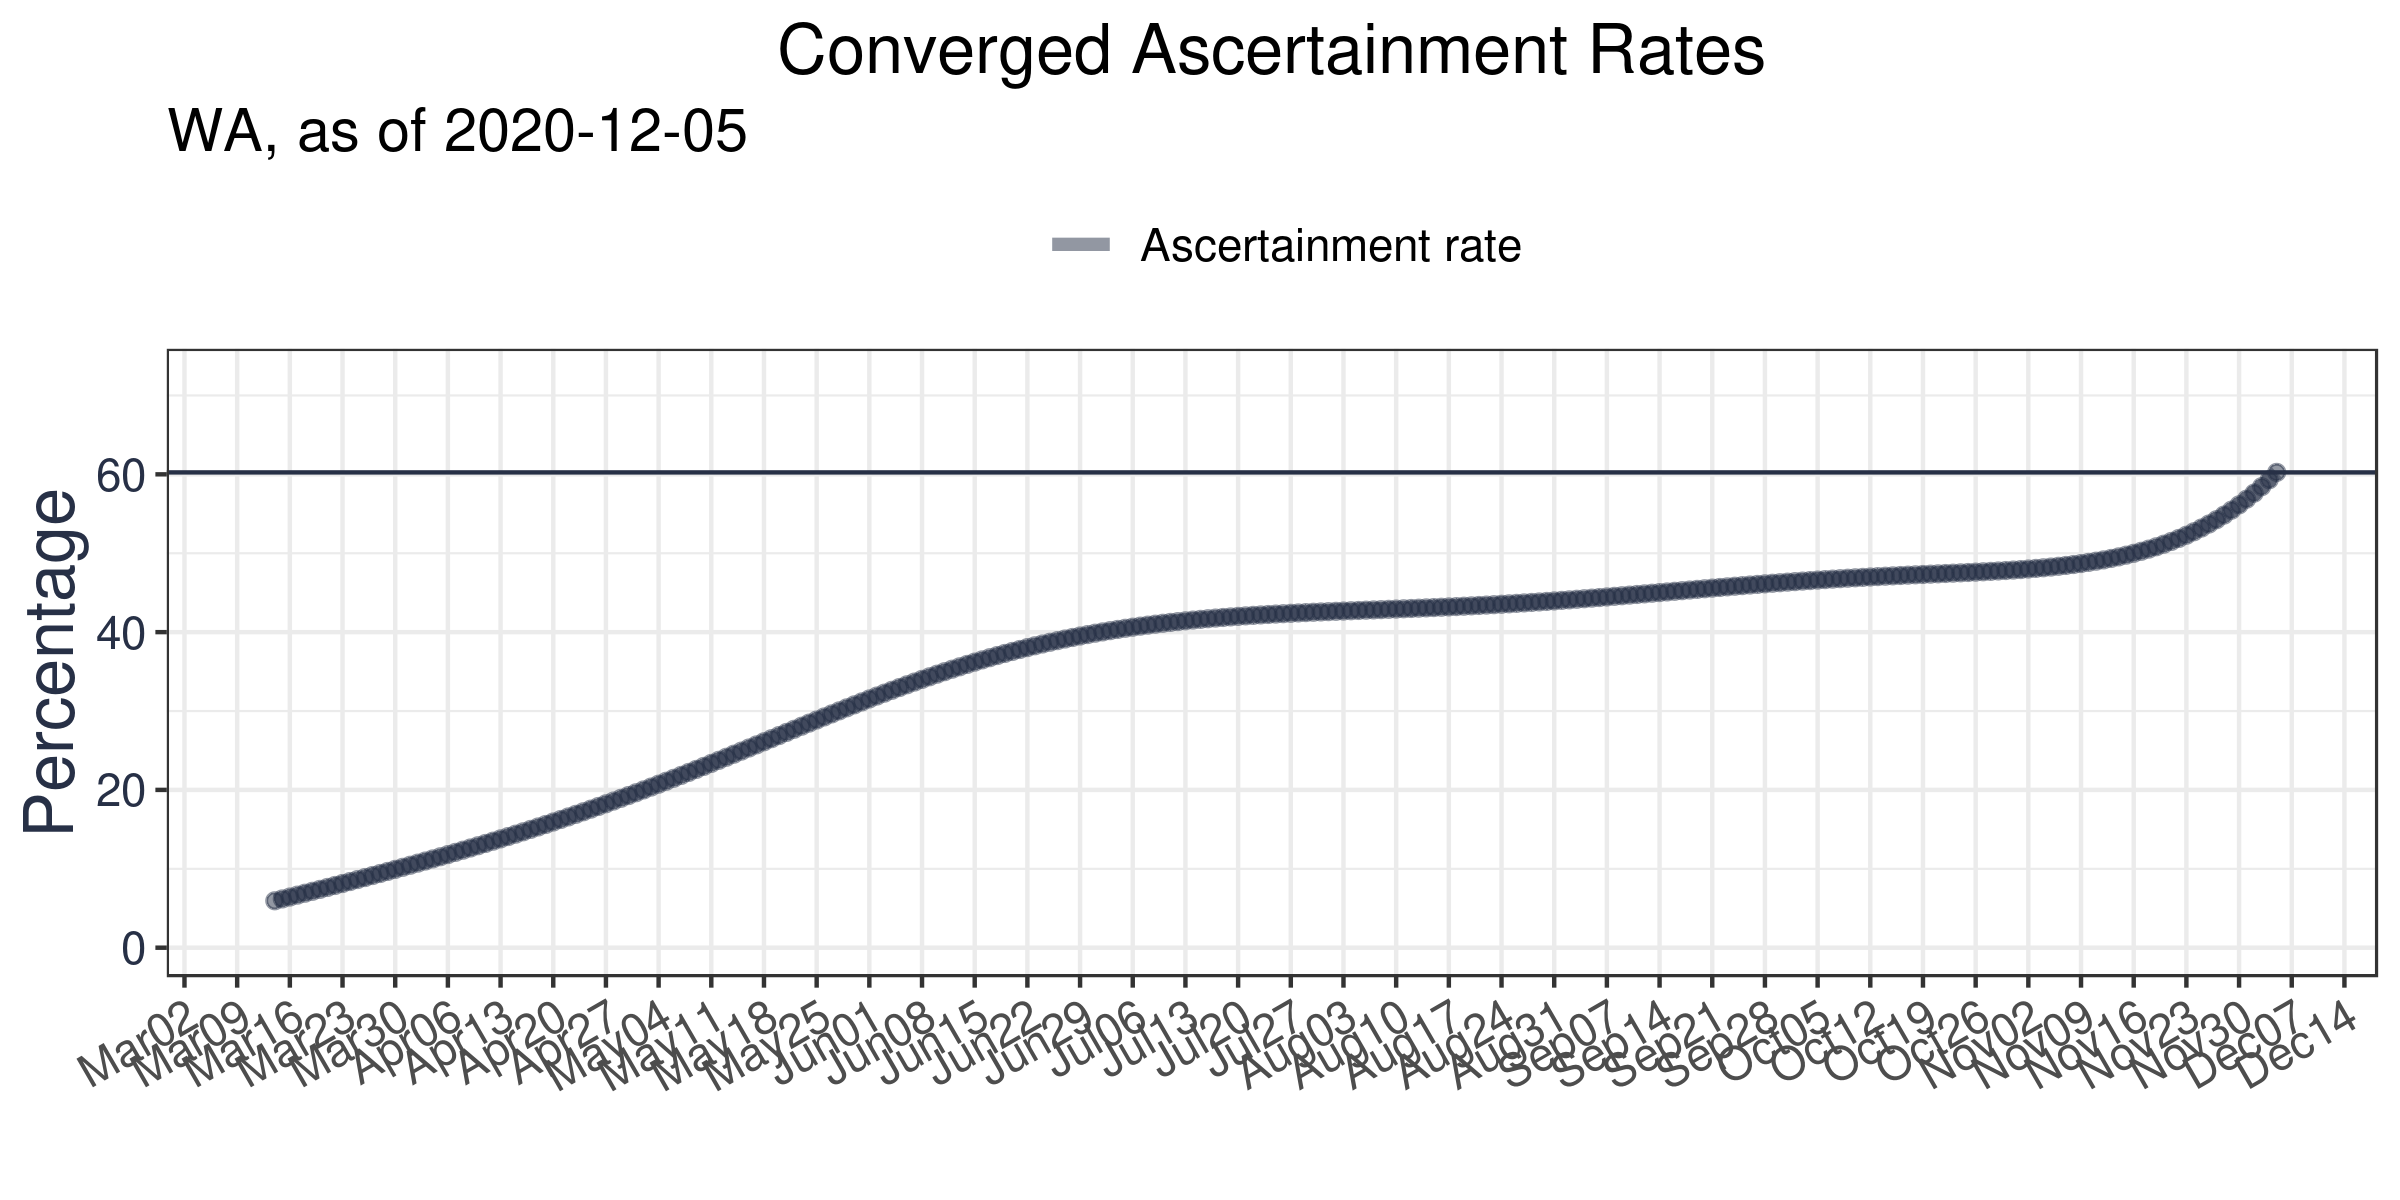 Converged Ascertainment Rates
WA, as of 2020-12-05
Ascertainment rate
Percentage
60
40
20
0
Mar02
Mar09
Mar16
Mar23
Mar30
Apr06
Apr13
Apr20
Apr27
May04
May11
May18
May25
Jun01
Jun08
Jun15
Jun22
Jun29
Jul06
Jul13
Jul20
Jul27
Aug03
Aug10
Aug17
Aug24
Aug31
Sep07
Sep14
Sep21
Sep28
Oct05
Oct12
Oct19
Oct26
Nov02
Nov09
Nov16
Nov23
Nov30
Dec07
Dec14